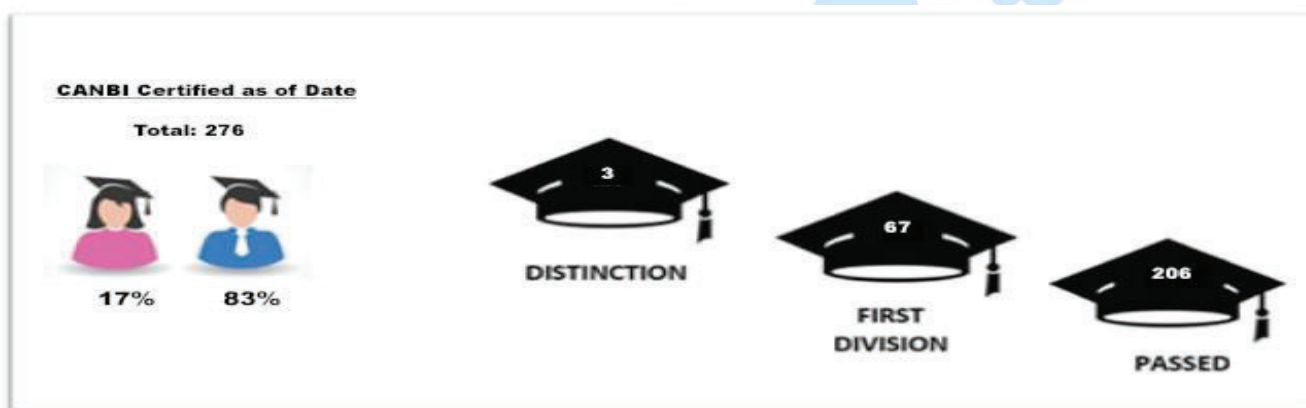 CANBI Certified as of Date
Total: 276
17% 83%
3
DISTINCTION
67
FIRST
DIVISION
206
PASSED